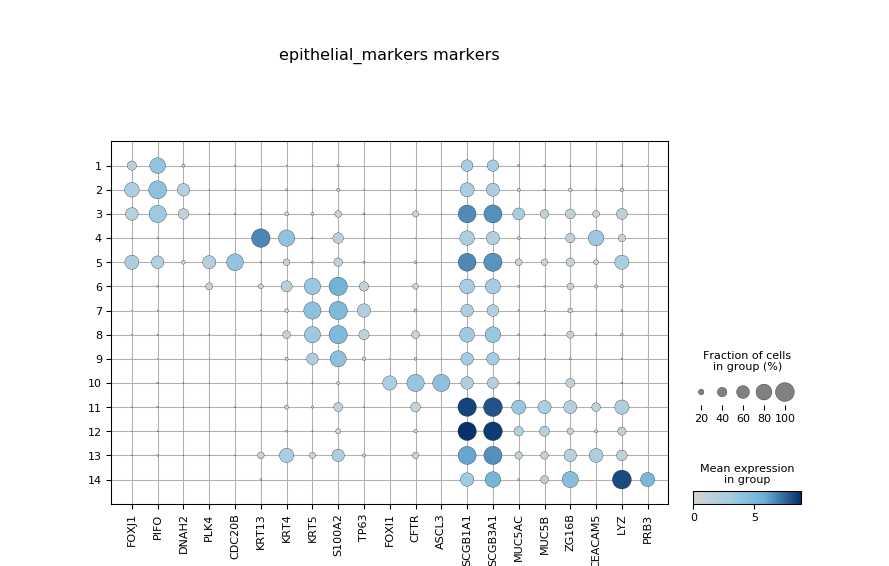 epithelial_markers markers
1
2
3
4
5
6
7
8
9
10
11
12
13
14
FOXJ1
PIFO
DNAH2
PLK4
CDC20B
KRT13
KRT4
KRT5
S100A2
TP63
FOXI1
CFTR
ASCL3
SCGB1A1
SCGB3A1
MUC5AC
MUC5B
ZG16B
CEACAM5
LYZ
PRB3
Fraction of cells
in group (%)
20 40 60 80 100
Mean expression
in group
0 5